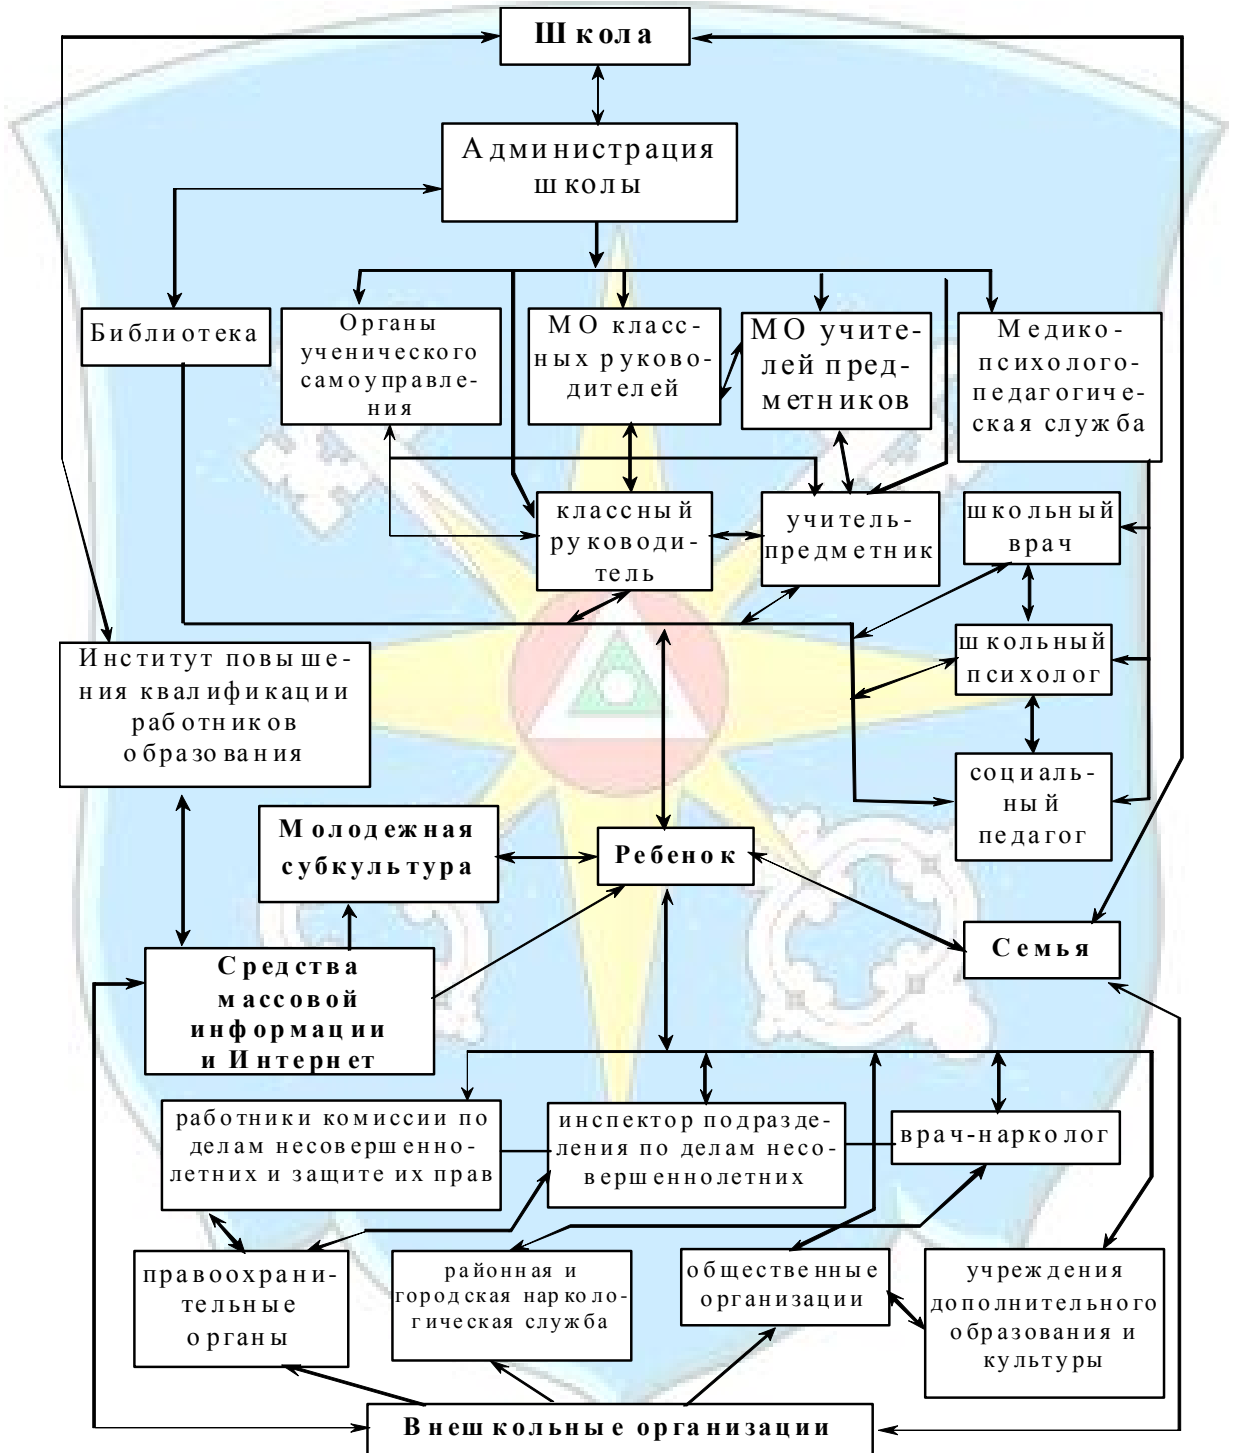 Школа
Администрация
школы
Библиотека
Органы
ученического
самоуправле-
ния
МО класс-
ных руково-
дителей
МО учи-
лей пред-
метников
Медико-
психолого-
педагогиче-
ская служба
классный
руководи-
тель
учитель-
предметник
школьный
врач
школьный
психолог
социаль-
ный
педагог
Институт повыше-
ния квалификации
работников
образования
Молодежная
субкультура
Ребенок
Семья
Средства
массовой
информации
и Интернет
работники комиссии по
делам несовершенно-
летних и защите их прав
инспектор подразде-
ления по делам несо-
вершеннолетних
врач-нарколог
правоохрани-
тельные
органы
районная и
городская нарколо-
гическая служба
общественные
организации
учреждения
дополнительного
образования и
культуры
Внешкольные организации